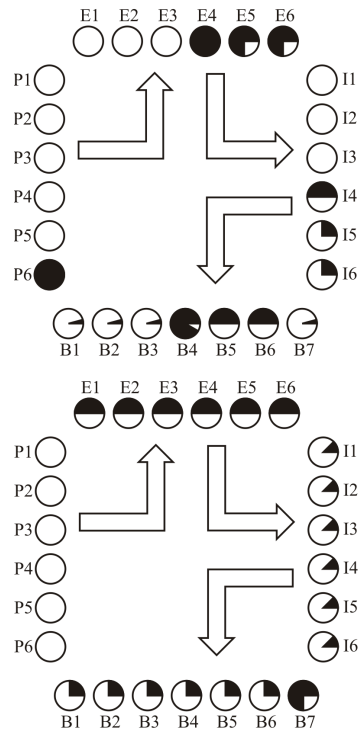 E1 E2 E3 E4 E5 E6
P1 I1
P2 I2
P3 I3
P4 I4
P5 I5
P6 I6
B1 B2 B3 B4 B5 B6 B7
E1 E2 E3 E4 E5 E6
P1 I1
P2 I2
P3 I3
P4 I4
P5 I5
P6 I6
B1 B2 B3 B4 B5 B6 B7